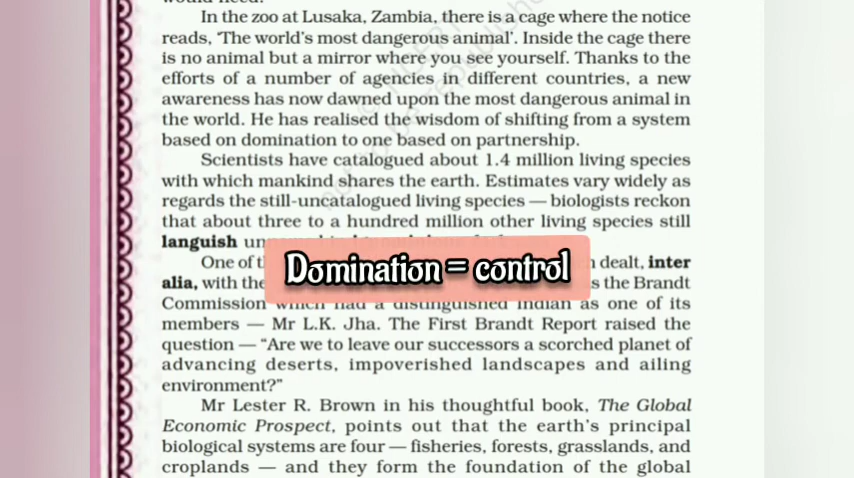 In the zoo at Lusaka, Zambia, there is a cage where the notice
reads, ‘The world’s most dangerous animal’. Inside the cage there
is no animal but a mirror where you see yourself. Thanks to the
efforts of a number of agencies in different countries, a new
awareness has now dawned upon the most dangerous animal in
the world. He has realised the wisdom of shifting from a system
based on domination to one based on partnership.
Scientists have catalogued about 1.4 million living species
with which mankind shares the earth. Estimates vary widely as
regards the still-uncatalogued living species — biologists reckon
that about three to a hundred million other living species still
languish
One of dealt, inter
Domination = control
alia, with the the Brandt
Commission which had a distinguished Indian as one of its
members — Mr L.K. Jha. The First Brandt Report raised the
question — “Are we to leave our successors a scorched planet of
advancing deserts, impoverished landscapes and ailing
environment?”
Mr Lester R. Brown in his thoughtful book, The Global
Economic Prospect, points out that the earth’s principal
biological systems are four — fisheries, forests, grasslands, and
croplands — and they form the foundation of the global